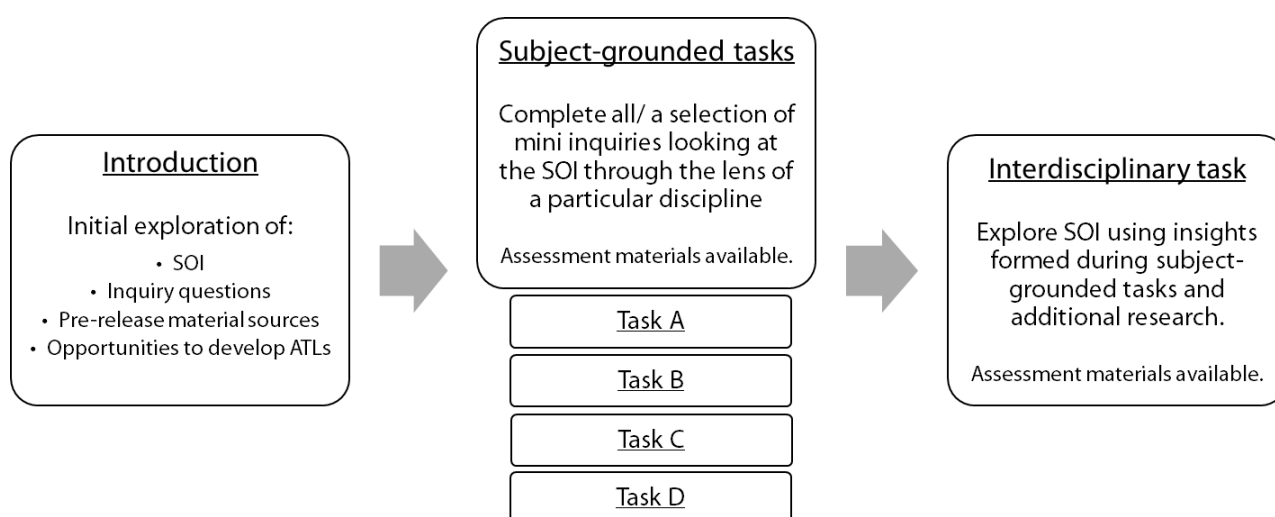 Introduction
Initial exploration of:
• SOI
• Inquiry questions
• Pre-release material sources
• Opportunities to develop ATLs
Subject-grounded tasks
Complete all/ a selection of
mini inquiries looking at
the SOI through the lens of
a particular discipline
Assessment materials available.
Task A
Task B
Task C
Task D
Interdisciplinary task
Explore SOI using insights
formed during subject-
grounded tasks and
additional research.
Assessment materials available.